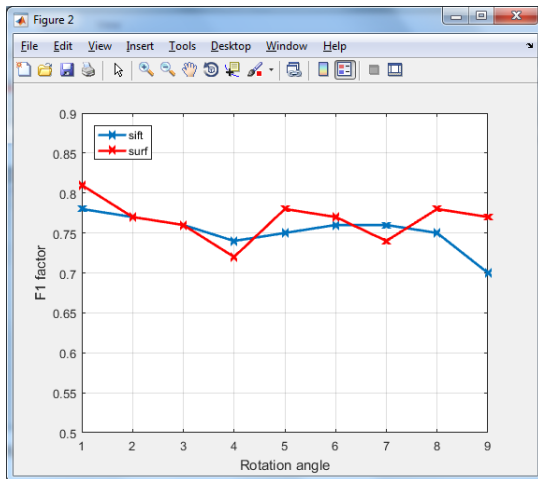 Figure 2
File Edit View Insert Tools Desktop Window Help
0.9
0.85
0.8
0.75
0.7
0.65
0.6
0.55
0.5
sift
surf
F1 factor
1 2 3 4 5 6 7 8 9
Rotation angle